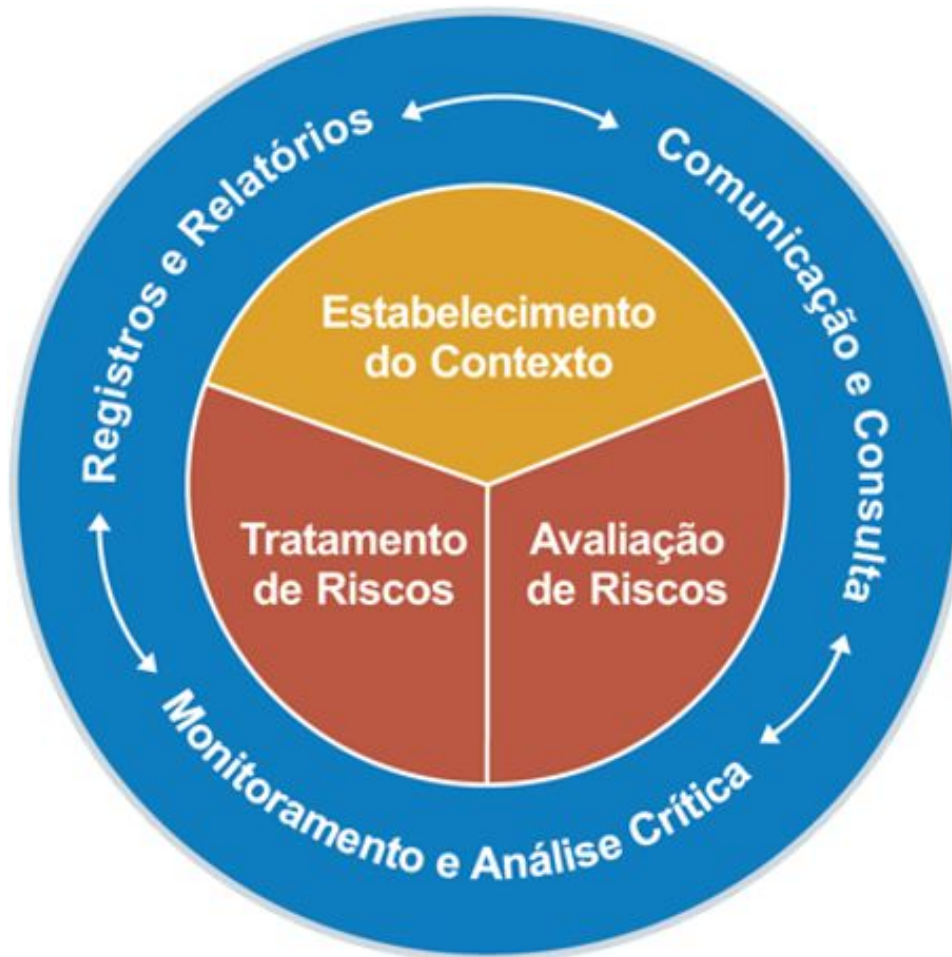 Registros e Relatórios
Comunicação e Consulta
Estabelecimento
do Contexto
Tratamento
de Riscos
Avaliação
de Riscos
Monitoramento e Análise Crítica